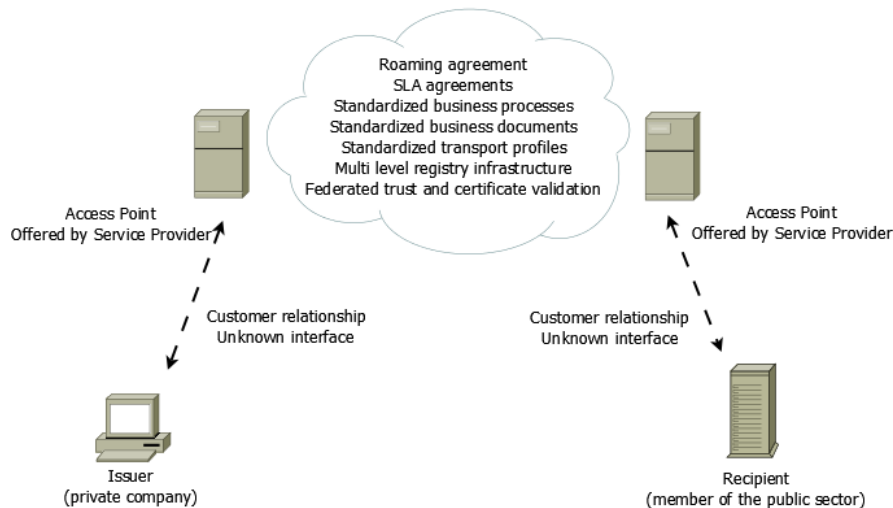 Roaming agreement
SLA agreements
Standardized business processes
Standardized business documents
Standardized transport profiles
Multi level registry infrastructure
Federated trust and certificate validation
Access Point
Offered by Service Provider
Access Point
Offered by Service Provider
Customer relationship
Unknown interface
Customer relationship
Unknown interface
Issuer
(private company)
Recipient
(member of the public sector)